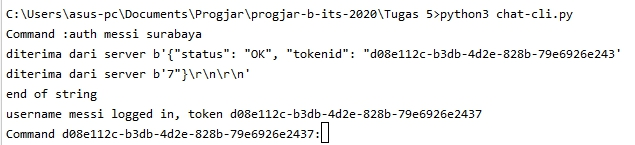 C:\Users\asus-pc\Documents\Progjar\progjar-b-its-2020\Tugas 5>python3 chat-cli.py
Command :auth messi surabaya
diterima dari server b'{"status": "OK", "tokenid": "d08e112c-b3db-4d2e-828b-79e6926e243'
diterima dari server b'7"}\r\n\r\n'
end of string
username messi logged in, token d08e112c-b3db-4d2e-828b-79e6926e2437
Command d08e112c-b3db-4d2e-828b-79e6926e2437: